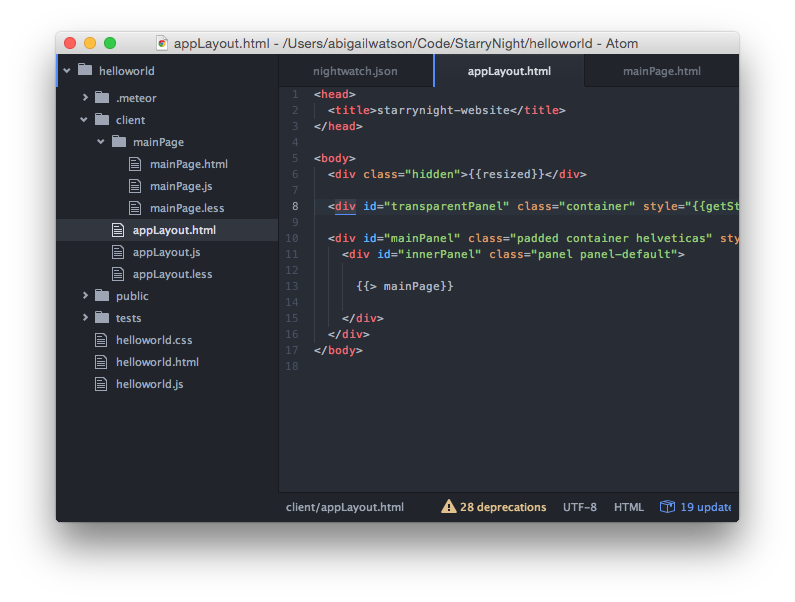 appLayout.html - /Users/abigailwatson/Code/StarryNight/helloworld - Atom
helloworld
.meteor
client
mainPage
mainPage.html
mainPage.js
mainPage.less
appLayout.html
appLayout.js
appLayout.less
public
tests
helloworld.css
helloworld.html
helloworld.js
nightwatch.json appLayout.html mainPage.html
1 <head>
2 <title>starrynight-website</title>
3 </head>
4
5 <body>
6 <div class="hidden">{{resized}}</div>
7
8 <div id="transparentPanel" class="container" style="{{getSt
9
10 <div id="mainPanel" class="padded container helveticas" sty
11 <div id="innerPanel" class="panel panel-default">
12
13 {{> mainPage}}
14
15 </div>
16 </div>
17 </body>
18
client/appLayout.html 28 deprecations UTF-8 HTML 19 update